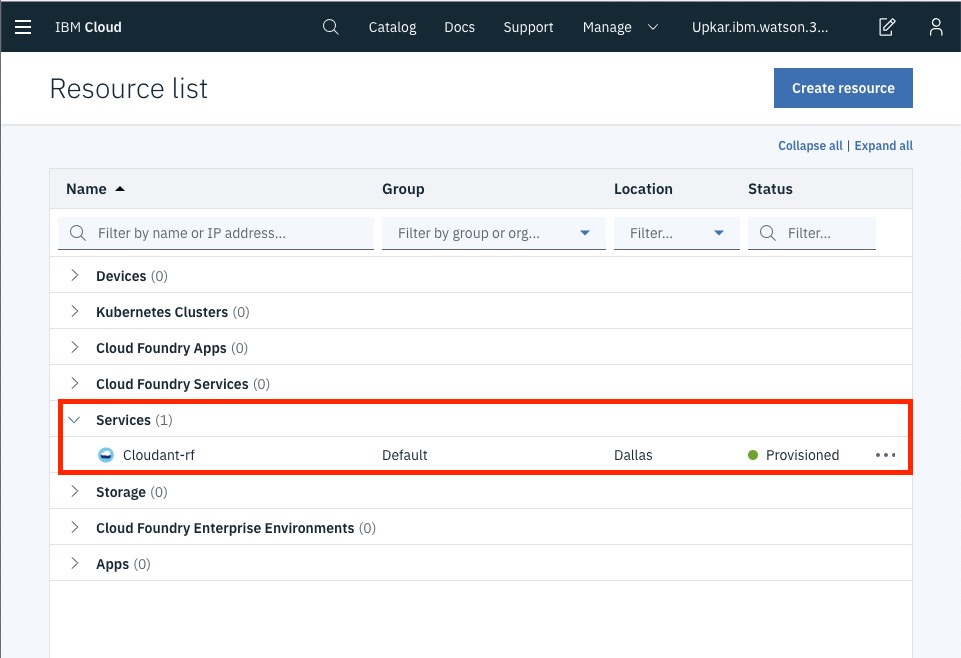 IBM Cloud Catalog Docs Support Manage Upkar.ibm.watson.3...
Resource list Create resource
Collapse all | Expand all
Name Group Location Status
Filter by name or IP address... Filter by group or org... Filter... Filter...
Devices (0)
Kubernetes Clusters (0)
Cloud Foundry Apps (0)
Cloud Foundry Services (0)
Services (1)
Cloudant-rf Default Dallas Provisioned
Storage (0)
Cloud Foundry Enterprise Environments (0)
Apps (0)